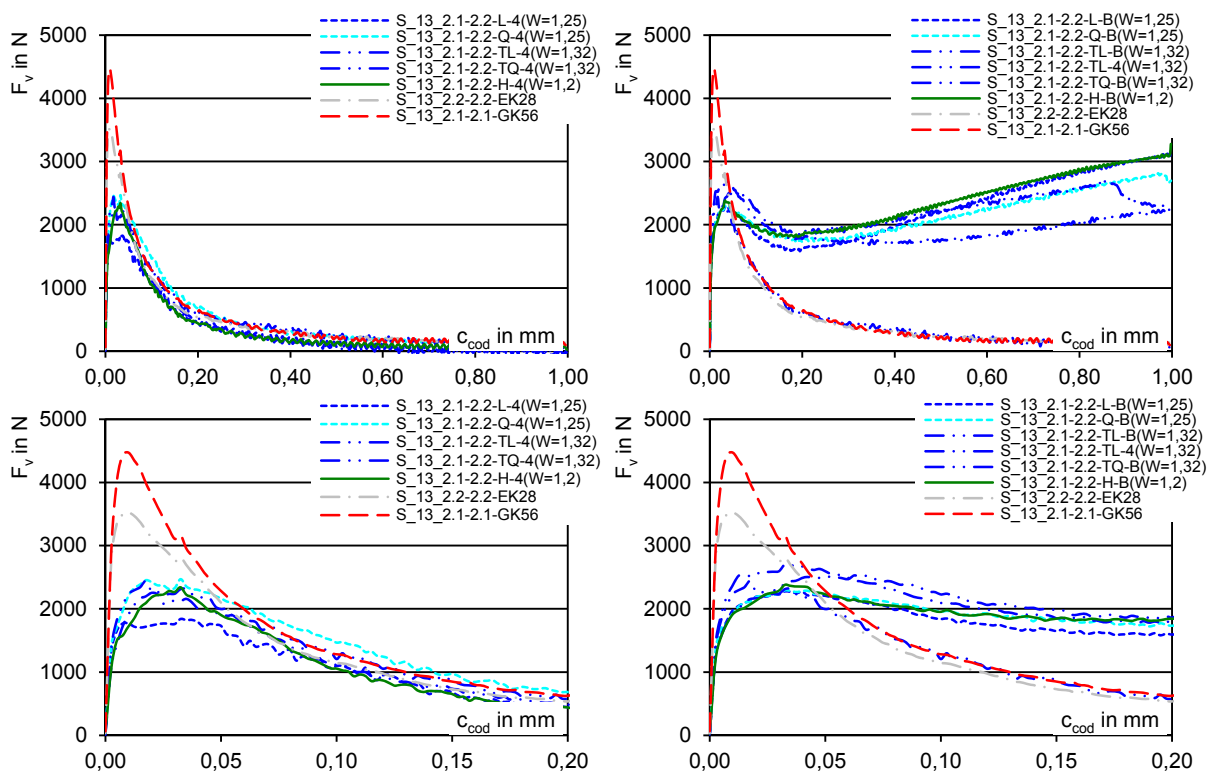 F_v in N
5000
4000
3000
2000
1000
0
S_13_2.1-2.2-L-4(W=1,25)
S_13_2.1-2.2-Q-4(W=1,25)
S_13_2.1-2.2-TL-4(W=1,32)
S_13_2.1-2.2-TQ-4(W=1,32)
S_13_2.1-2.2-H-4(W=1,2)
S_13_2.2-2.2-EK28
S_13_2.1-2.1-GK56
c_cod in mm
0,00 0,20 0,40 0,60 0,80 1,00
F_v in N
5000
4000
3000
2000
1000
0
S_13_2.1-2.2-L-B(W=1,25)
S_13_2.1-2.2-Q-B(W=1,25)
S_13_2.1-2.2-TL-B(W=1,32)
S_13_2.1-2.2-TL-4(W=1,32)
S_13_2.1-2.2-TQ-B(W=1,32)
S_13_2.1-2.2-H-B(W=1,2)
S_13_2.2-2.2-EK28
S_13_2.1-2.1-GK56
c_cod in mm
0,00 0,20 0,40 0,60 0,80 1,00
F_v in N
5000
4000
3000
2000
1000
0
S_13_2.1-2.2-L-4(W=1,25)
S_13_2.1-2.2-Q-4(W=1,25)
S_13_2.1-2.2-TL-4(W=1,32)
S_13_2.1-2.2-TQ-4(W=1,32)
S_13_2.1-2.2-H-4(W=1,2)
S_13_2.2-2.2-EK28
S_13_2.1-2.1-GK56
c_cod in mm
0,00 0,05 0,10 0,15 0,20
F_v in N
5000
4000
3000
2000
1000
0
S_13_2.1-2.2-L-B(W=1,25)
S_13_2.1-2.2-Q-B(W=1,25)
S_13_2.1-2.2-TL-B(W=1,32)
S_13_2.1-2.2-TL-4(W=1,32)
S_13_2.1-2.2-TQ-B(W=1,32)
S_13_2.1-2.2-H-B(W=1,2)
S_13_2.2-2.2-EK28
S_13_2.1-2.1-GK56
c_cod in mm
0,00 0,05 0,10 0,15 0,20